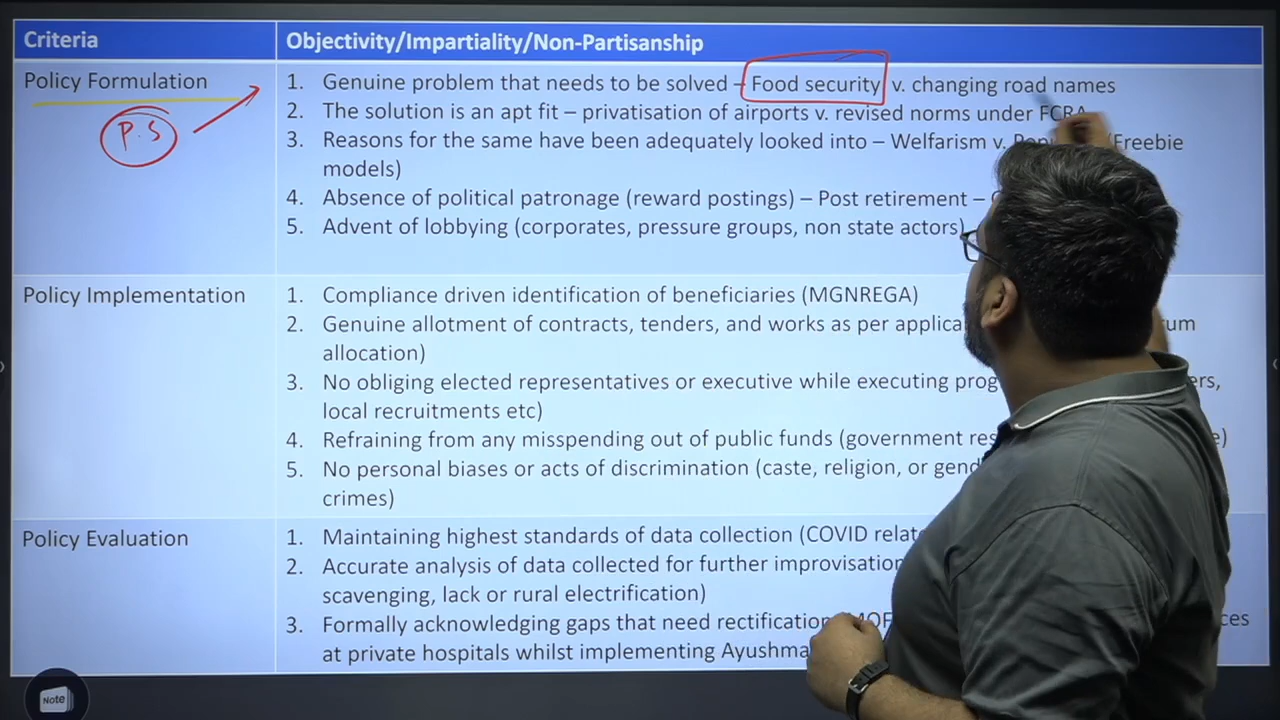 Criteria
Objectivity/Impartiality/Non-Partisanship
Policy Formulation
P.S
1. Genuine problem that needs to be solved – Food security v. changing road names
2. The solution is an apt fit – privatisation of airports v. revised norms under FCRA
3. Reasons for the same have been adequately looked into – Welfarism v. (Freebie
models)
4. Absence of political patronage (reward postings) – Post retirement –
5. Advent of lobbying (corporates, pressure groups, non state actors)
Policy Implementation
1. Compliance driven identification of beneficiaries (MGNREGA)
2. Genuine allotment of contracts, tenders, and works as per
allocation)
3. No obliging elected representatives or executive while executing
local recruitments etc)
4. Refraining from any misspending out of public funds (government
5. No personal biases or acts of discrimination (caste, religion, or
crimes)
Policy Evaluation
1. Maintaining highest standards of data collection (COVID
2. Accurate analysis of data collected for further improvisation
scavenging, lack or rural electrification)
3. Formally acknowledging gaps that need rectification
at private hospitals whilst implementing
Note